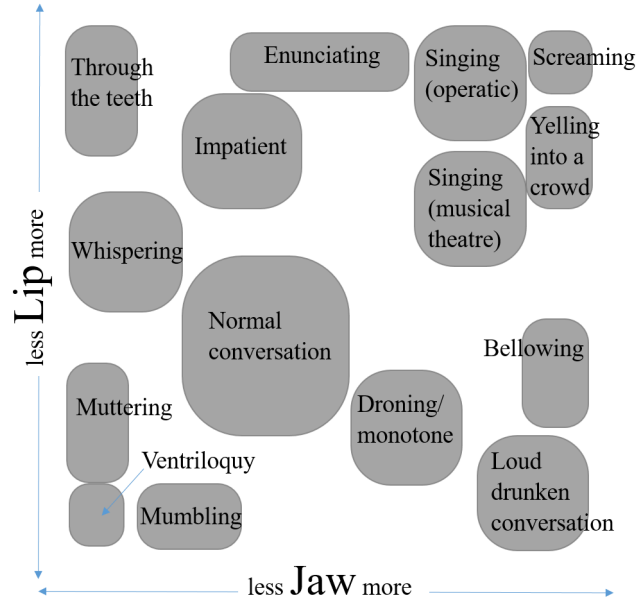 Through
the teeth
Enunciating
Singing
(operatic)
Screaming
Impatient
Yelling
into a
crowd
Singing
(musical
theatre)
Whispering
Normal
conversation
Bellowing
Muttering
Droning/
monotone
Ventriloquy
Mumbling
Loud
drunken
conversation
less Lip more
less Jaw more